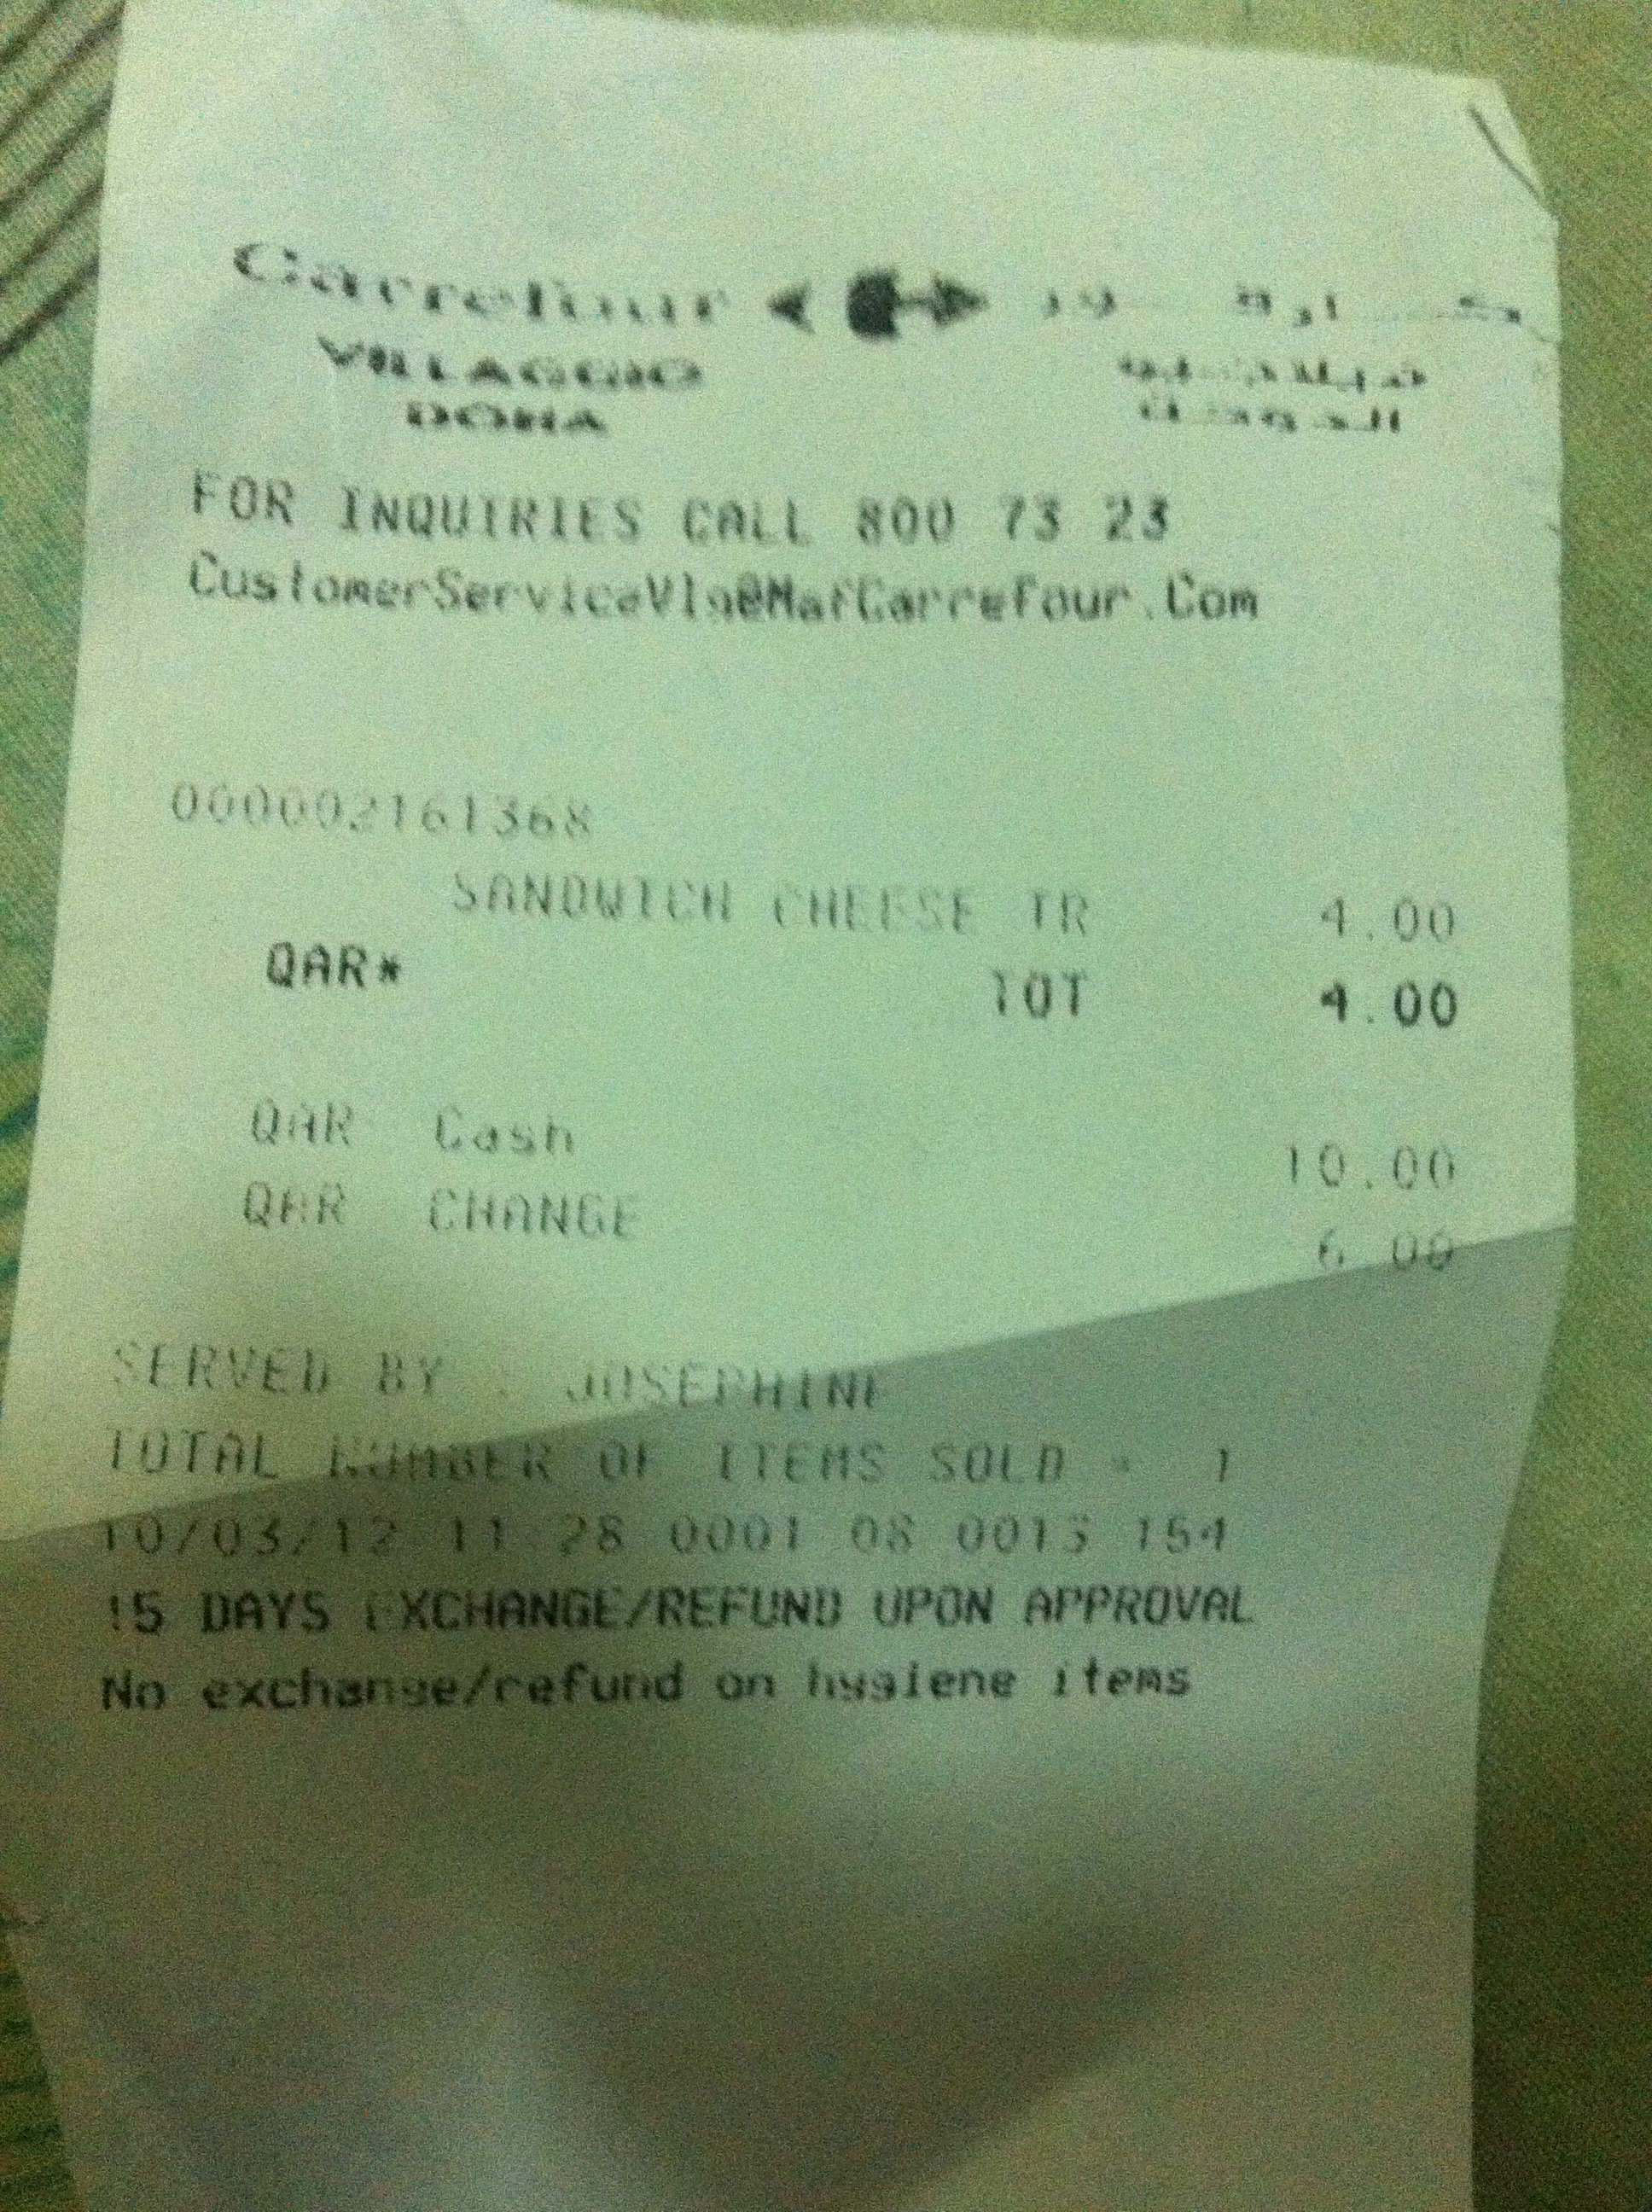 Carrefour
VILLAGGIO
DOHA
الدوحة
FOR INQUIRIES CALL 800 73 23
CustomerServiceVlg@MafCarrefour.Com
000002161368
SANDWICH CHEESE TR 4.00
QAR* TOT 4.00
QAR Cash 10.00
QAR CHANGE 6.00
SERVED BY : JOSEPHINE
TOTAL NUMBER OF ITEMS SOLD = 1
10/03/12 11 28 0001 08 0013 154
15 DAYS EXCHANGE/REFUND UPON APPROVAL
No exchange/refund on hygiene items